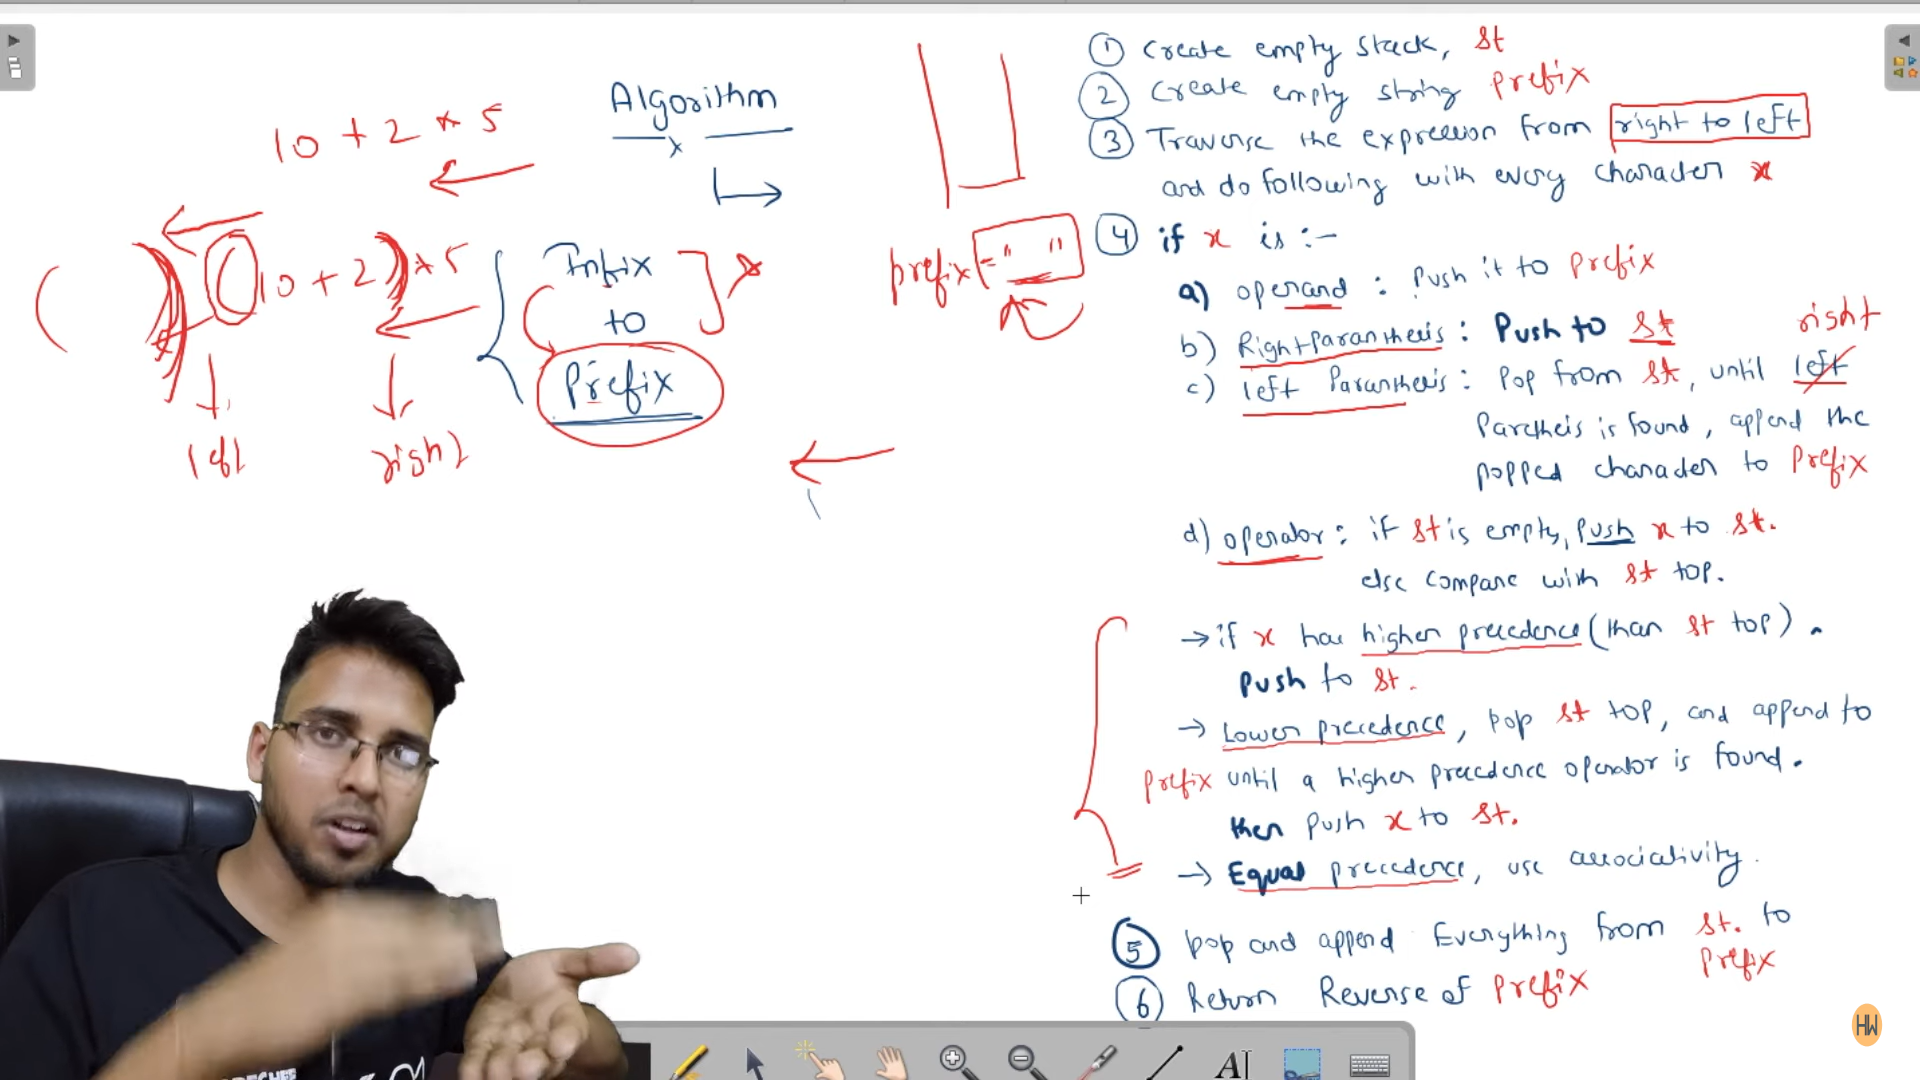 10 + 2 * 5
(10 + 2) * 5
left
right
Algorithm
Infix
to
Prefix
prefix = " "
1 Create empty stack, st
2 Create empty string Prefix
3 Traverse the expression from right to left
and do following with every character x
4 if x is :-
a) operand : Push it to Prefix
b) Right Paranthesis : Push to st
right
c) left Paranthesis : Pop from st, until left
Paretheis is found, append the
popped character to Prefix
d) operator : if st is empty, push x to st.
else compare with st top.
→ if x has higher precedence (than st top).
Push to st.
→ Lower precedence, pop st top, and append to
Prefix until a higher precedence operator is found.
then push x to st.
→ Equal precedence, use associativity.
5 pop and append Everything from st. to
Prefix
6 Return Reverse of Prefix
A
HW